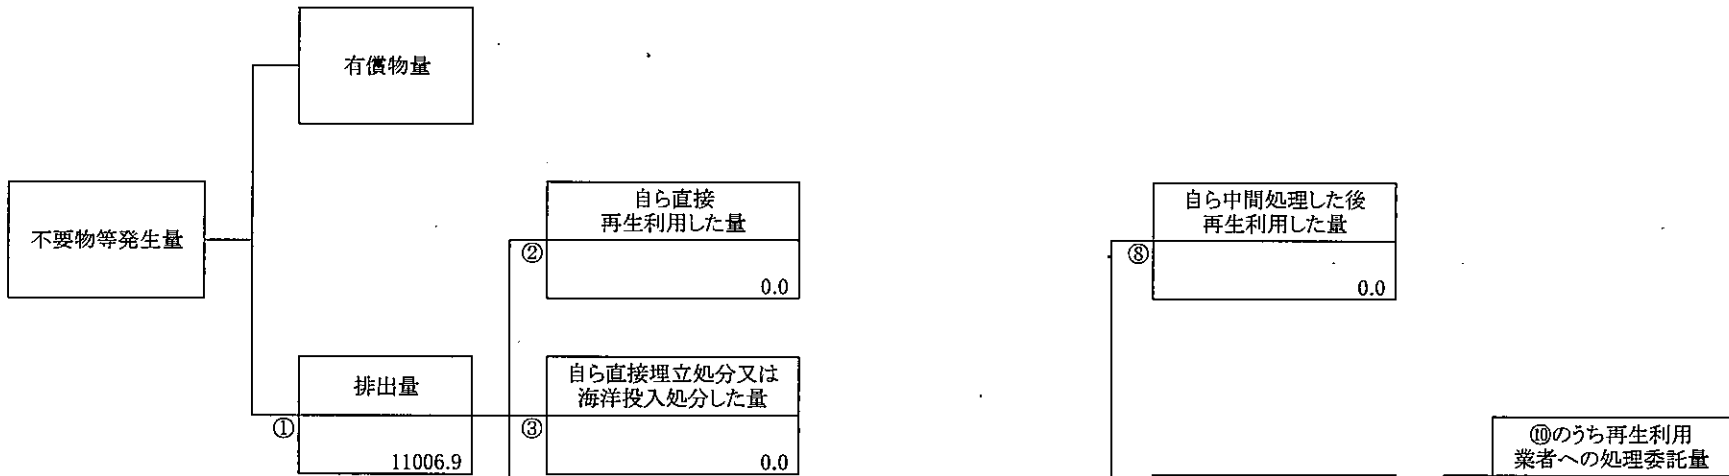 有償物量
不要物等発生量
自ら直接
再生利用した量
②
0.0
自ら中間処理した後
再生利用した量
⑧
0.0
排出量
①
11006.9
自ら直接埋立処分又は
海洋投入処分した量
③
0.0
⑩のうち再生利用
業者への処理委託量